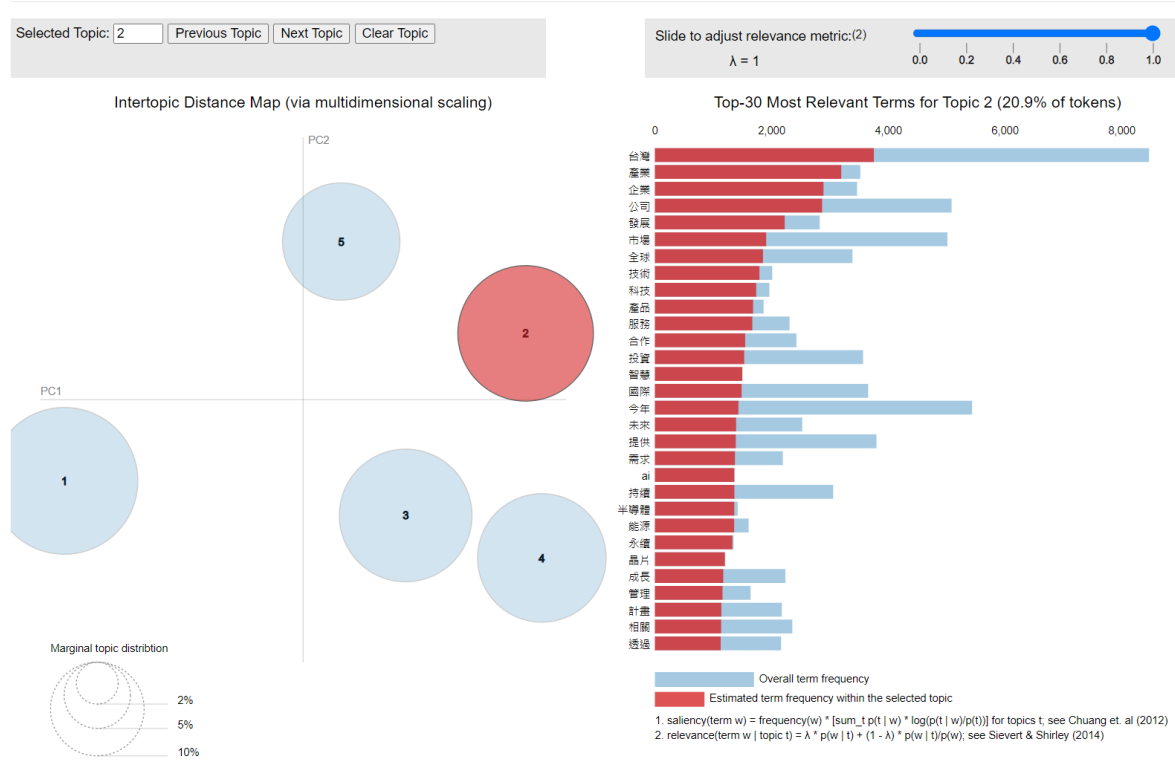 Selected Topic: 2 Previous Topic Next Topic Clear Topic
Slide to adjust relevance metric:(2)
λ = 1
0.0 0.2 0.4 0.6 0.8 1.0
Intertopic Distance Map (via multidimensional scaling)
PC2
PC1
5
2
1
3
4
Marginal topic distribtion
2%
5%
10%
Top-30 Most Relevant Terms for Topic 2 (20.9% of tokens)
0 2,000 4,000 6,000 8,000
台灣
產業
企業
公司
發展
市場
全球
技術
科技
產品
服務
合作
投資
智慧
國際
今年
未來
提供
需求
ai
持續
半導體
能源
永續
晶片
成長
管理
計畫
相關
透過
Overall term frequency
Estimated term frequency within the selected topic
1. saliency(term w) = frequency(w) * [sum_t p(t | w) * log(p(t | w)/p(t))] for topics t; see Chuang et. al (2012)
2. relevance(term w | topic t) = λ * p(w | t) + (1 - λ) * p(w | t)/p(w); see Sievert & Shirley (2014)